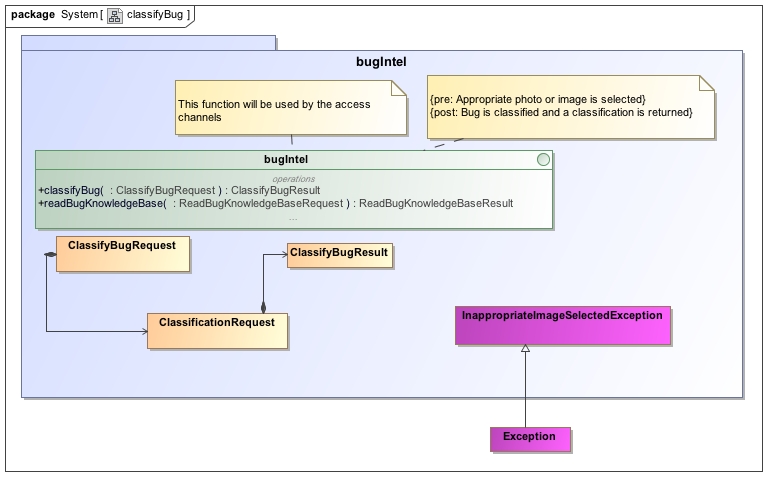 package System[ classifyBug ]
bugIntel
This function will be used by the access
channels
{pre: Appropriate photo or image is selected}
{post: Bug is classified and a classification is returned}
bugIntel
operations
+classifyBug( : ClassifyBugRequest ) : ClassifyBugResult
+readBugKnowledgeBase( : ReadBugKnowledgeBaseRequest ) : ReadBugKnowledgeBaseResult
...
ClassifyBugRequest
ClassifyBugResult
ClassificationRequest
InappropriateImageSelectedException
Exception